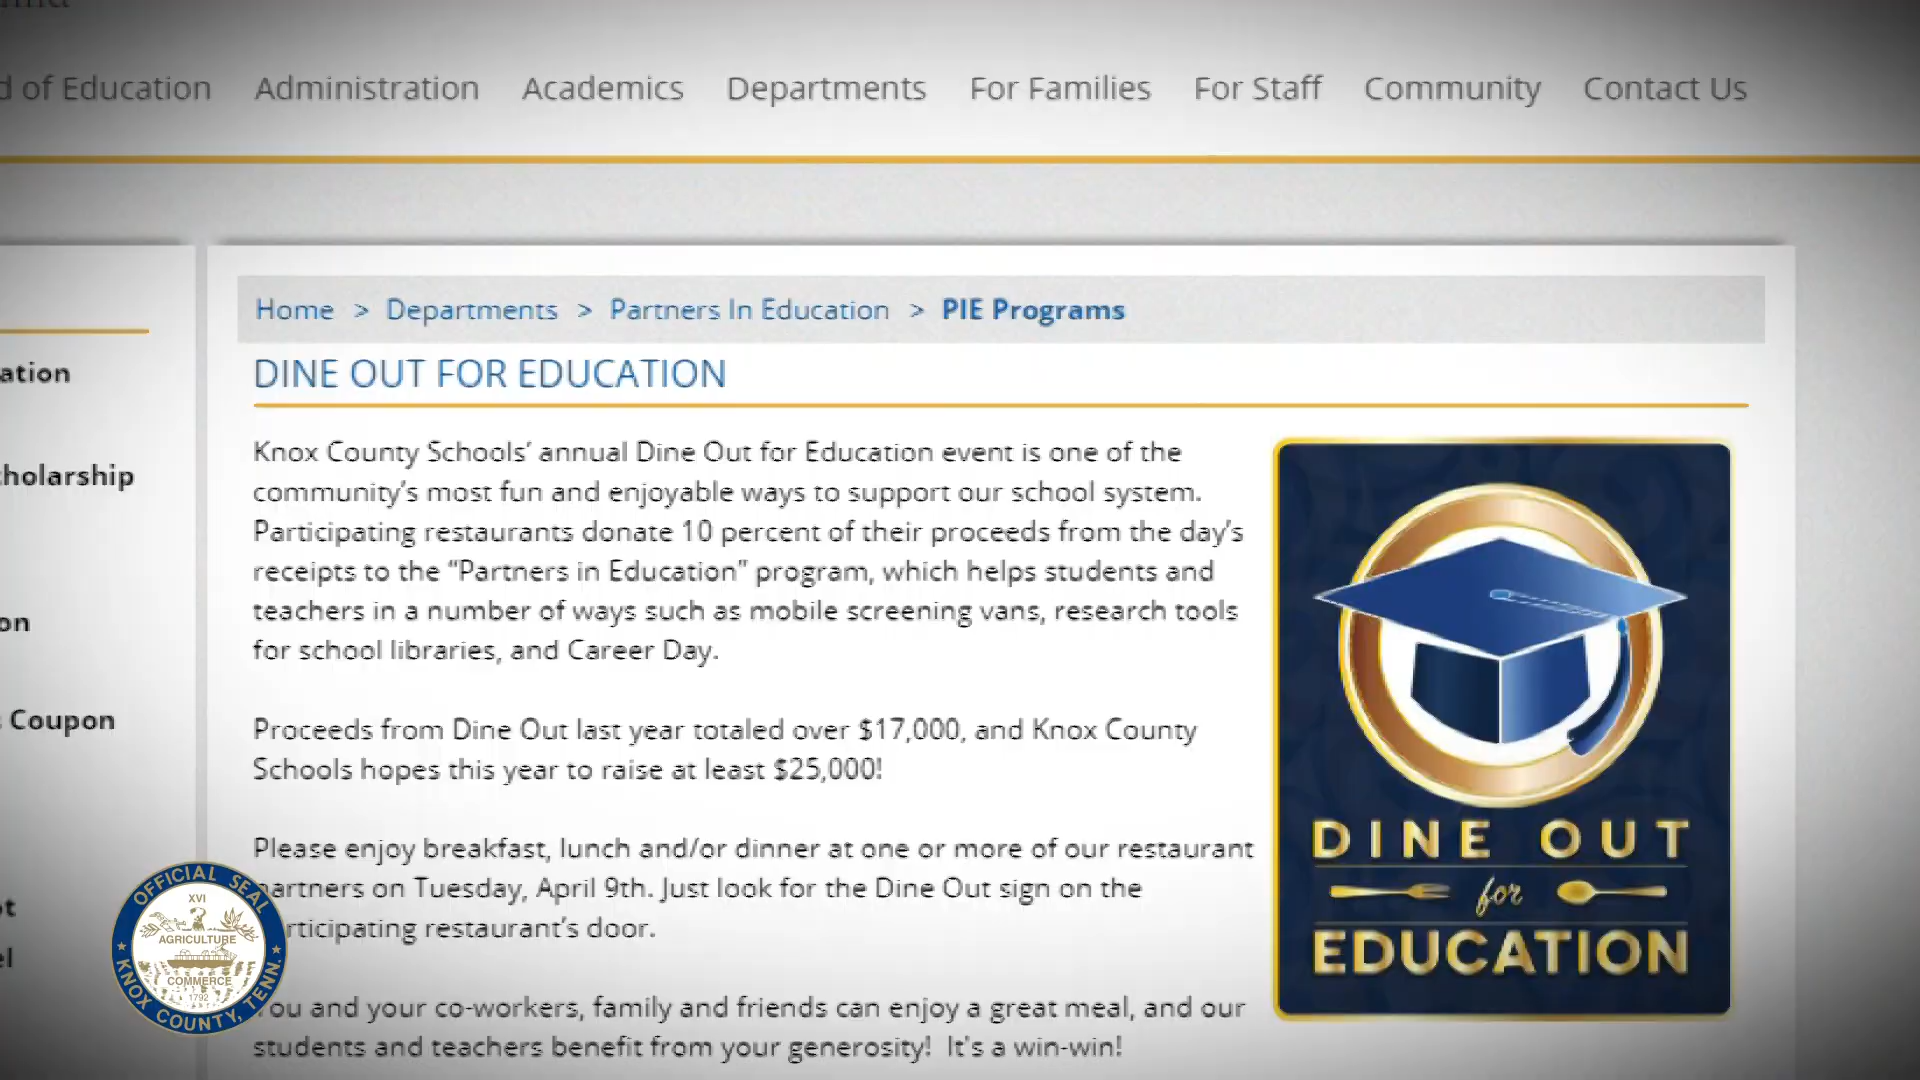 of Education Administration Academics Departments For Families For Staff Community Contact Us
Home > Departments > Partners In Education > PIE Programs
DINE OUT FOR EDUCATION
Knox County Schools’ annual Dine Out for Education event is one of the
community’s most fun and enjoyable ways to support our school system.
Participating restaurants donate 10 percent of their proceeds from the day’s
receipts to the “Partners in Education” program, which helps students and
teachers in a number of ways such as mobile screening vans, research tools
for school libraries, and Career Day.
Proceeds from Dine Out last year totaled over $17,000, and Knox County
Schools hopes this year to raise at least $25,000!
Please enjoy breakfast, lunch and/or dinner at one or more of our restaurant
artners on Tuesday, April 9th. Just look for the Dine Out sign on the
rticipating restaurant’s door.
ou and your co-workers, family and friends can enjoy a great meal, and our
students and teachers benefit from your generosity! It's a win-win!
ation
cholarship
on
Coupon
DINE OUT
for
EDUCATION
OFFICIAL SEAL
XVI
AGRICULTURE
COMMERCE
1792
KNOX COUNTY, TENN.